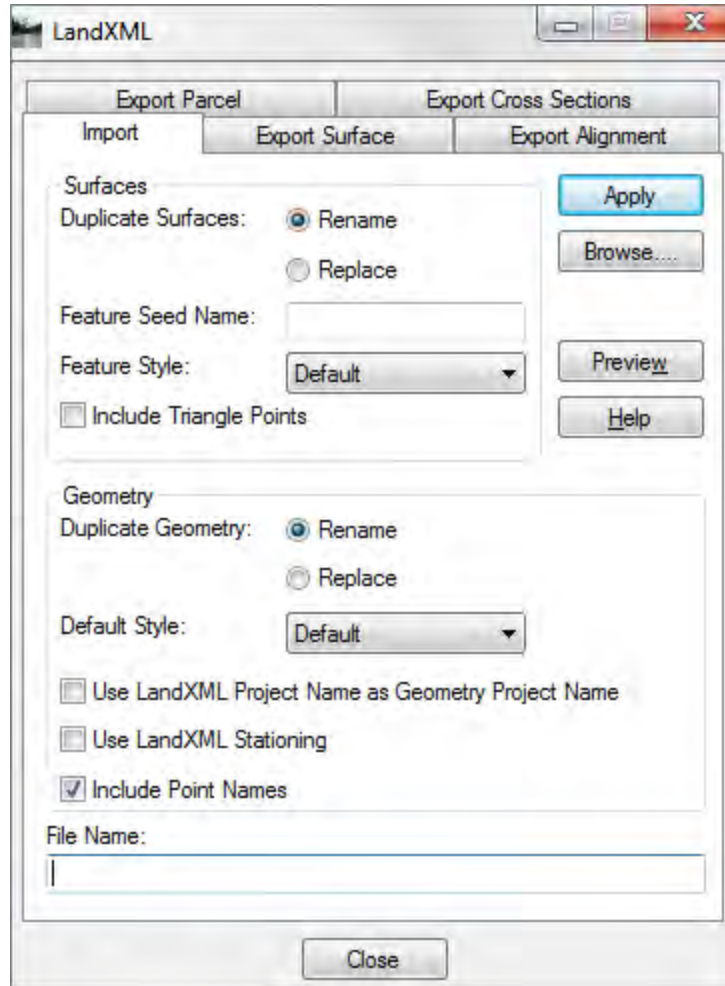 LandXML
Export Parcel
Export Cross Sections
Import
Export Surface
Export Alignment
Surfaces
Duplicate Surfaces:
Rename
Replace
Feature Seed Name:
Feature Style:
Default
Include Triangle Points
Apply
Browse....
Preview
Help
Geometry
Duplicate Geometry:
Rename
Replace
Default Style:
Default
Use LandXML Project Name as Geometry Project Name
Use LandXML Stationing
Include Point Names
File Name:
Close